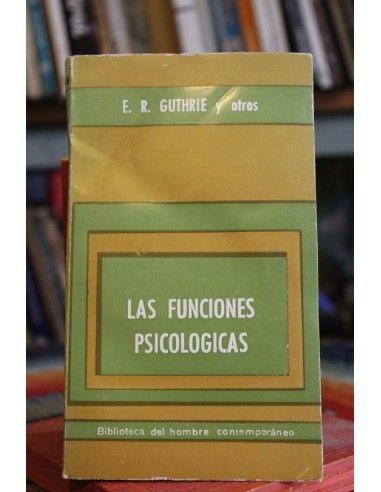 E. R. GUTHRIE y otros
LAS FUNCIONES
PSICOLOGICAS
Biblioteca del hombre contemporáneo